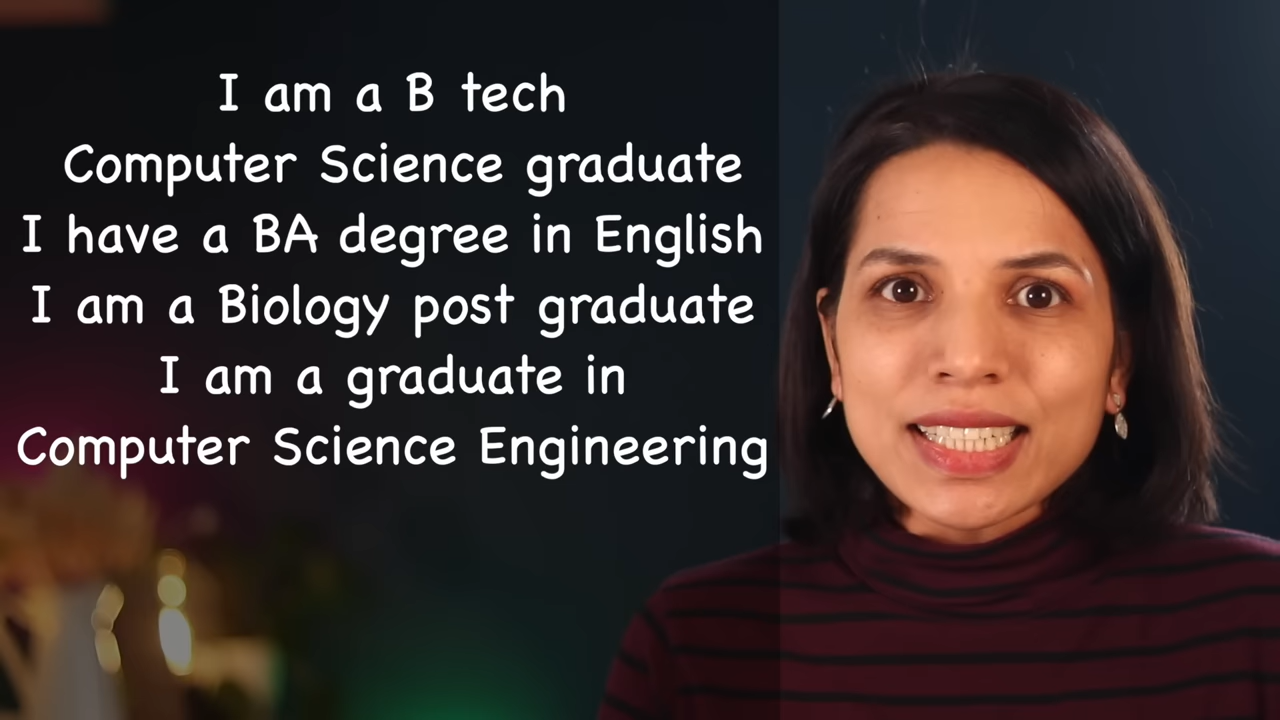 I am a B tech
Computer Science graduate
I have a BA degree in English
I am a Biology post graduate
I am a graduate in
Computer Science Engineering